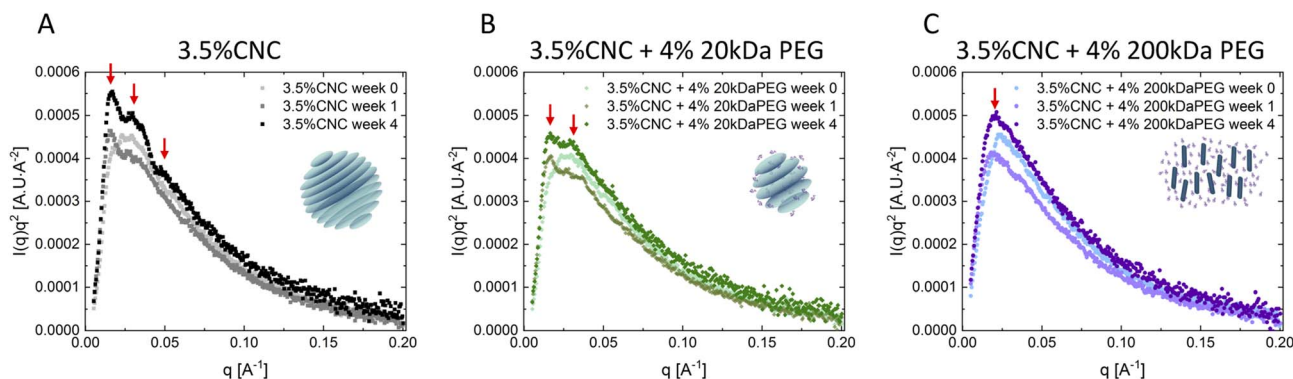 A
3.5%CNC
0.0006
0.0005
0.0004
0.0003
0.0002
0.0001
0.0000
I(q)q² [A.U·A⁻²]
3.5%CNC week 0
3.5%CNC week 1
3.5%CNC week 4
0.00 0.05 0.10 0.15 0.20
q [A⁻¹]
B
3.5%CNC + 4% 20kDa PEG
0.0006
0.0005
0.0004
0.0003
0.0002
0.0001
0.0000
I(q)q² [A.U·A⁻²]
3.5%CNC + 4% 20kDaPEG week 0
3.5%CNC + 4% 20kDaPEG week 1
3.5%CNC + 4% 20kDaPEG week 4
0.00 0.05 0.10 0.15 0.20
q [A⁻¹]
C
3.5%CNC + 4% 200kDa PEG
0.0006
0.0005
0.0004
0.0003
0.0002
0.0001
0.0000
I(q)q² [A.U·A⁻²]
3.5%CNC + 4% 200kDaPEG week 0
3.5%CNC + 4% 200kDaPEG week 1
3.5%CNC + 4% 200kDaPEG week 4
0.00 0.05 0.10 0.15 0.20
q [A⁻¹]